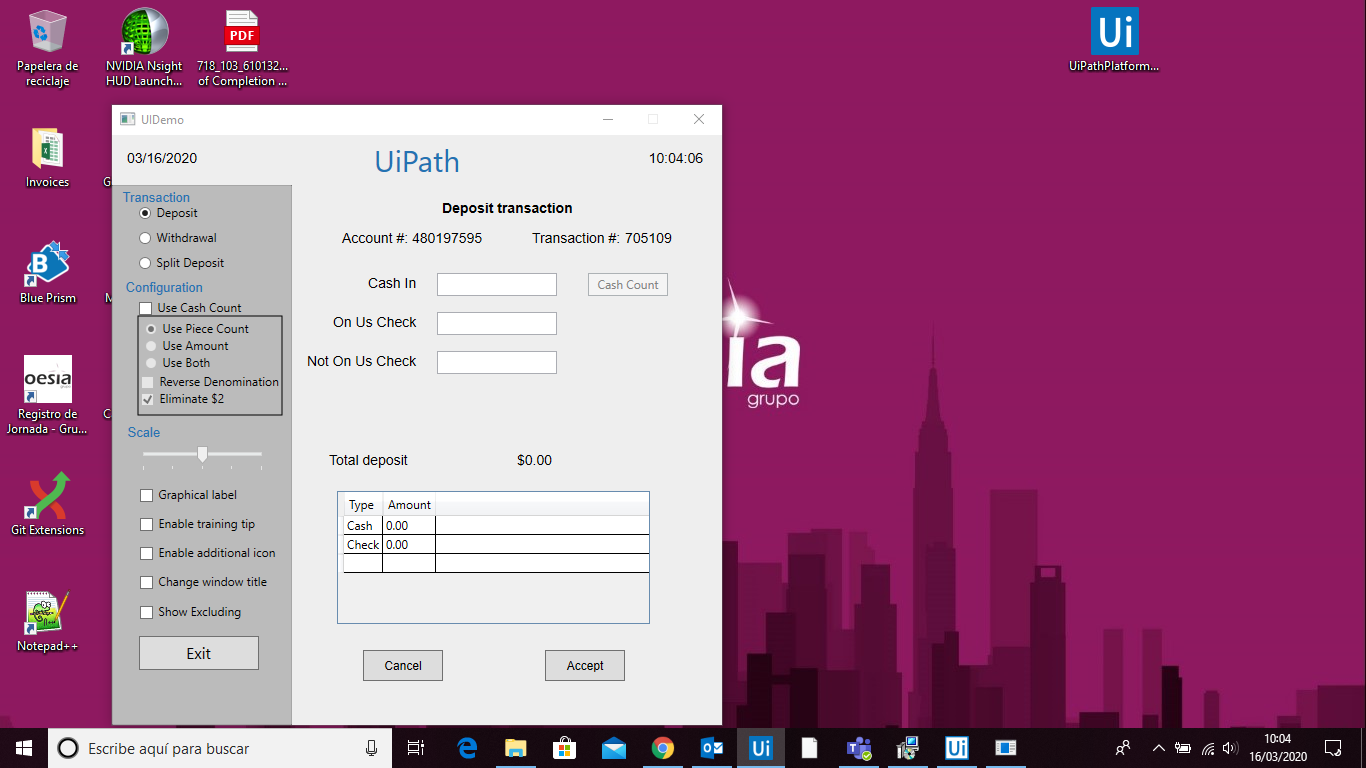 Papelera de
reciclaje
NVIDIA Nsight
HUD Launch...
PDF
718_103_610132...
of Completion ...
Ui
UiPathPlatform...
Invoices
Blue Prism
oesia
Registro de
Jornada - Gru...
Git Extensions
Notepad++
UIDemo
03/16/2020
UiPath
10:04:06
Transaction
Deposit
Withdrawal
Split Deposit
Configuration
Use Cash Count
Use Piece Count
Use Amount
Use Both
Reverse Denomination
Eliminate $2
Scale
Graphical label
Enable training tip
Enable additional icon
Change window title
Show Excluding
Exit
Deposit transaction
Account #: 480197595 Transaction #: 705109
Cash In
Cash Count
On Us Check
Not On Us Check
Total deposit $0.00
Type Amount
Cash 0.00
Check 0.00
Cancel Accept
ia
grupo
Escribe aquí para buscar
Ui
Ui
10:04
16/03/2020